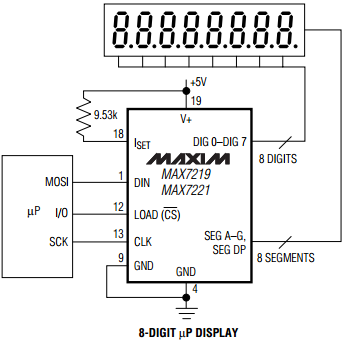 8.8.8.8.8.8.8.8.
+5V
19
9.53k
V+
18
ISET
DIG 0–DIG 7
8 DIGITS
MAXIM
MAX7219
MAX7221
MOSI
1
DIN
μP
I/O
12
LOAD (CS)
SCK
13
CLK
SEG A–G,
SEG DP
8 SEGMENTS
9
GND
GND
4
8-DIGIT μP DISPLAY